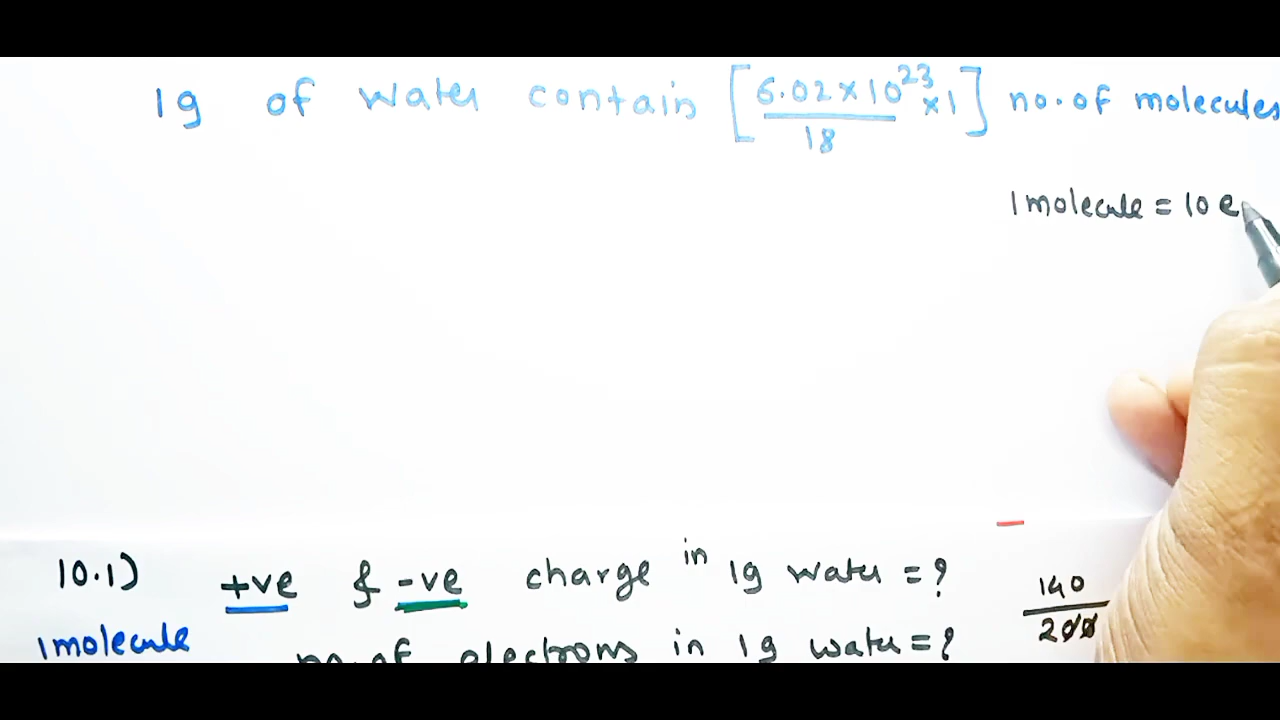 1g of water contain [6.02×10²³/18 ×1] no. of molecules
1 molecule = 10 e
10.1) +ve & -ve charge in 1g water = ?
140/200
1 molecule no. of electrons in 1g water = ?